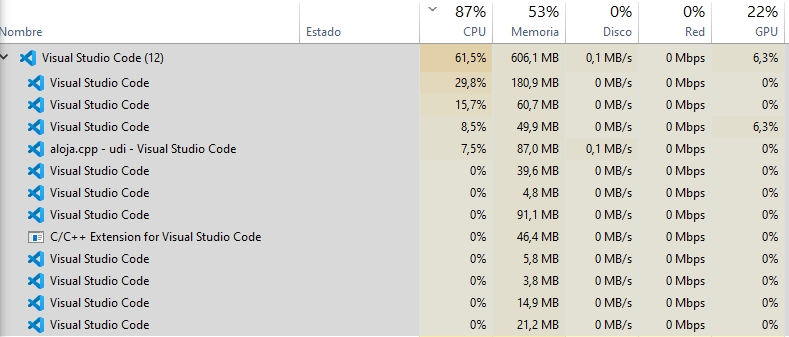 87% 53% 0% 0% 22%
Nombre Estado CPU Memoria Disco Red GPU
Visual Studio Code (12) 61,5% 606,1 MB 0,1 MB/s 0 Mbps 6,3%
Visual Studio Code 29,8% 180,9 MB 0 MB/s 0 Mbps 0%
Visual Studio Code 15,7% 60,7 MB 0 MB/s 0 Mbps 0%
Visual Studio Code 8,5% 49,9 MB 0 MB/s 0 Mbps 6,3%
aloja.cpp - udi - Visual Studio Code 7,5% 87,0 MB 0,1 MB/s 0 Mbps 0%
Visual Studio Code 0% 39,6 MB 0 MB/s 0 Mbps 0%
Visual Studio Code 0% 4,8 MB 0 MB/s 0 Mbps 0%
Visual Studio Code 0% 91,1 MB 0 MB/s 0 Mbps 0%
C/C++ Extension for Visual Studio Code 0% 46,4 MB 0 MB/s 0 Mbps 0%
Visual Studio Code 0% 5,8 MB 0 MB/s 0 Mbps 0%
Visual Studio Code 0% 3,8 MB 0 MB/s 0 Mbps 0%
Visual Studio Code 0% 14,9 MB 0 MB/s 0 Mbps 0%
Visual Studio Code 0% 21,2 MB 0 MB/s 0 Mbps 0%